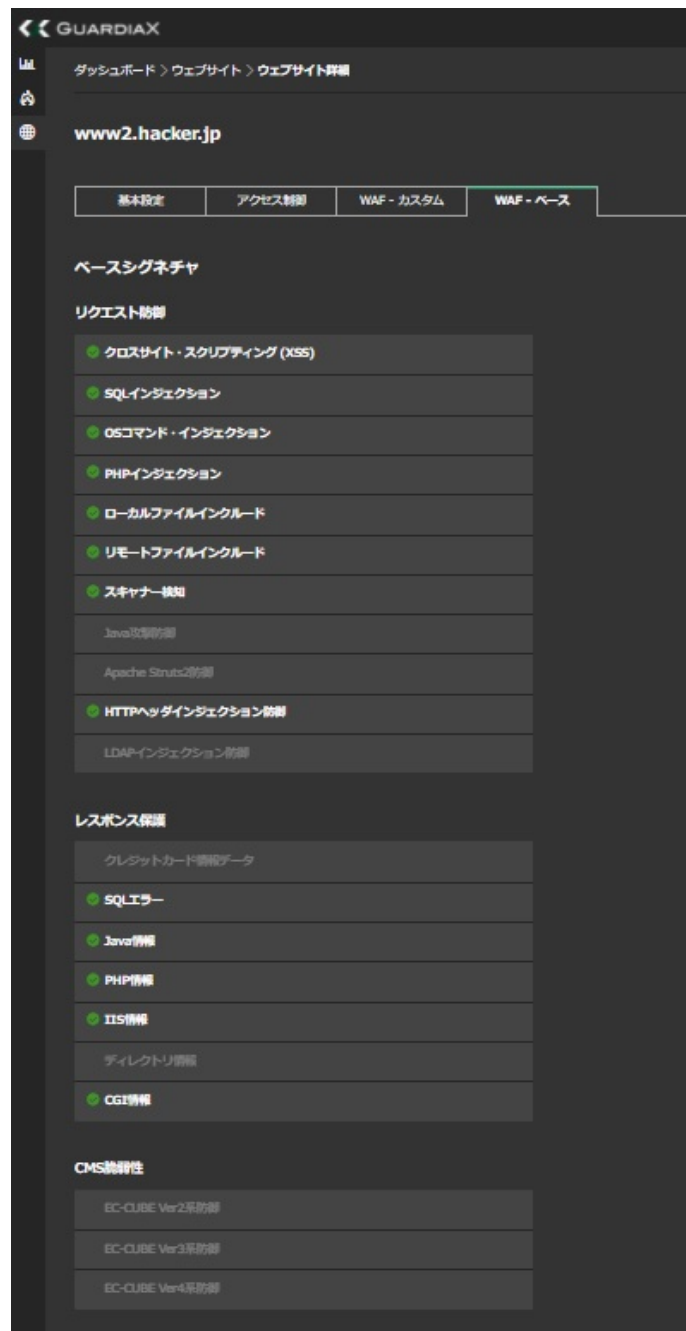 GUARDIAX
ダッシュボード > ウェブサイト > ウェブサイト詳細
www2.hacker.jp
基本設定 アクセス制御 WAF - カスタム WAF - ベース
ベースシグネチャ
リクエスト防御
クロスサイト・スクリプティング (XSS)
SQLインジェクション
OSコマンド・インジェクション
PHPインジェクション
ローカルファイルインクルード
リモートファイルインクルード
スキャナー検知
Java攻撃防御
Apache Struts2防御
HTTPヘッダインジェクション防御
LDAPインジェクション防御
レスポンス保護
クレジットカード情報データ
SQLエラー
Java情報
PHP情報
IIS情報
ディレクトリ情報
CGI情報
CMS脆弱性
EC-CUBE Ver2系防御
EC-CUBE Ver3系防御
EC-CUBE Ver4系防御